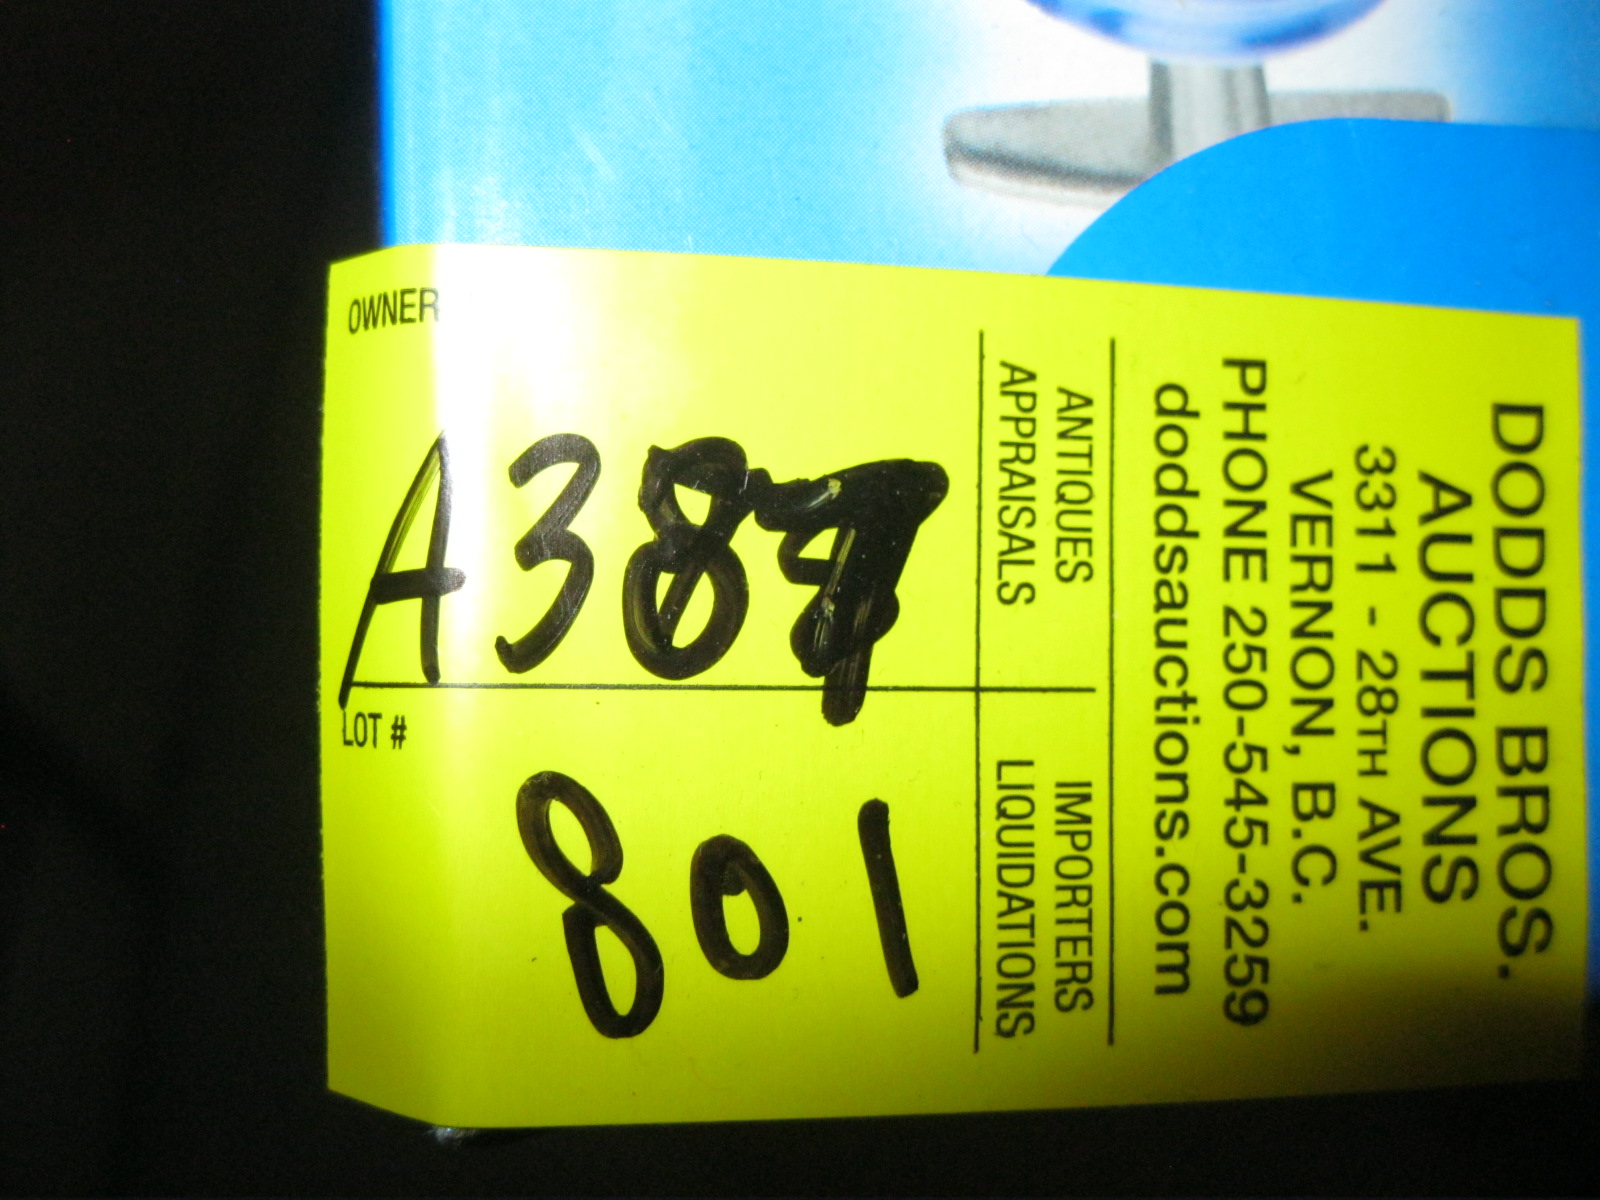 DODDS BROS.
AUCTIONS
3311 - 28TH AVE.
VERNON, B.C.
PHONE 250-545-3259
doddsauctions.com
ANTIQUES IMPORTERS
APPRAISALS LIQUIDATIONS
OWNER
LOT #
801